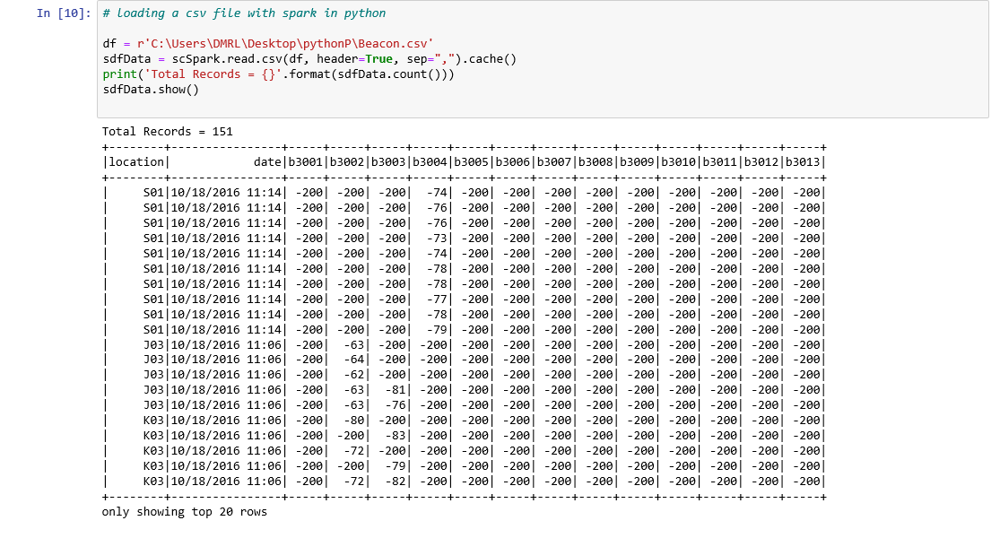 In [10]: # loading a csv file with spark in python
df = r'C:\Users\DMRL\Desktop\pythonP\Beacon.csv'
sdfData = scSpark.read.csv(df, header=True, sep=",").cache()
print('Total Records = {}'.format(sdfData.count()))
sdfData.show()
Total Records = 151
+--------+----------------+-----+-----+-----+-----+-----+-----+-----+-----+-----+-----+-----+-----+-----+
|location|            date|b3001|b3002|b3003|b3004|b3005|b3006|b3007|b3008|b3009|b3010|b3011|b3012|b3013|
+--------+----------------+-----+-----+-----+-----+-----+-----+-----+-----+-----+-----+-----+-----+-----+
|     S01|10/18/2016 11:14| -200| -200| -200|  -74| -200| -200| -200| -200| -200| -200| -200| -200| -200|
|     S01|10/18/2016 11:14| -200| -200| -200|  -76| -200| -200| -200| -200| -200| -200| -200| -200| -200|
|     S01|10/18/2016 11:14| -200| -200| -200|  -76| -200| -200| -200| -200| -200| -200| -200| -200| -200|
|     S01|10/18/2016 11:14| -200| -200| -200|  -73| -200| -200| -200| -200| -200| -200| -200| -200| -200|
|     S01|10/18/2016 11:14| -200| -200| -200|  -74| -200| -200| -200| -200| -200| -200| -200| -200| -200|
|     S01|10/18/2016 11:14| -200| -200| -200|  -78| -200| -200| -200| -200| -200| -200| -200| -200| -200|
|     S01|10/18/2016 11:14| -200| -200| -200|  -78| -200| -200| -200| -200| -200| -200| -200| -200| -200|
|     S01|10/18/2016 11:14| -200| -200| -200|  -77| -200| -200| -200| -200| -200| -200| -200| -200| -200|
|     S01|10/18/2016 11:14| -200| -200| -200|  -78| -200| -200| -200| -200| -200| -200| -200| -200| -200|
|     S01|10/18/2016 11:14| -200| -200| -200|  -79| -200| -200| -200| -200| -200| -200| -200| -200| -200|
|     J03|10/18/2016 11:06| -200|  -63| -200| -200| -200| -200| -200| -200| -200| -200| -200| -200| -200|
|     J03|10/18/2016 11:06| -200|  -64| -200| -200| -200| -200| -200| -200| -200| -200| -200| -200| -200|
|     J03|10/18/2016 11:06| -200|  -62| -200| -200| -200| -200| -200| -200| -200| -200| -200| -200| -200|
|     J03|10/18/2016 11:06| -200|  -63|  -81| -200| -200| -200| -200| -200| -200| -200| -200| -200| -200|
|     J03|10/18/2016 11:06| -200|  -63|  -76| -200| -200| -200| -200| -200| -200| -200| -200| -200| -200|
|     K03|10/18/2016 11:06| -200|  -80| -200| -200| -200| -200| -200| -200| -200| -200| -200| -200| -200|
|     K03|10/18/2016 11:06| -200| -200|  -83| -200| -200| -200| -200| -200| -200| -200| -200| -200| -200|
|     K03|10/18/2016 11:06| -200|  -72| -200| -200| -200| -200| -200| -200| -200| -200| -200| -200| -200|
|     K03|10/18/2016 11:06| -200| -200|  -79| -200| -200| -200| -200| -200| -200| -200| -200| -200| -200|
|     K03|10/18/2016 11:06| -200|  -72|  -82| -200| -200| -200| -200| -200| -200| -200| -200| -200| -200|
+--------+----------------+-----+-----+-----+-----+-----+-----+-----+-----+-----+-----+-----+-----+-----+
only showing top 20 rows